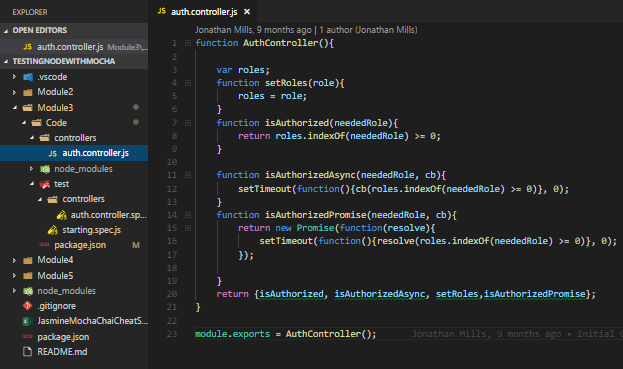 EXPLORER
OPEN EDITORS
JS auth.controller.js Module3\...
TESTINGNODEWITHMOCHA
.vscode
Module2
Module3
Code
controllers
JS auth.controller.js
node_modules
test
controllers
auth.controller.sp...
starting.spec.js
package.json M
Module4
Module5
node_modules
.gitignore
JasmineMochaChaiCheatS...
package.json
README.md
JS auth.controller.js
Jonathan Mills, 9 months ago | 1 author (Jonathan Mills)
1 function AuthController(){
2
3 var roles;
4 function setRoles(role){
5 roles = role;
6 }
7 function isAuthorized(neededRole){
8 return roles.indexOf(neededRole) >= 0;
9 }
10
11 function isAuthorizedAsync(neededRole, cb){
12 setTimeout(function(){cb(roles.indexOf(neededRole) >= 0)}, 0);
13 }
14 function isAuthorizedPromise(neededRole, cb){
15 return new Promise(function(resolve){
16 setTimeout(function(){resolve(roles.indexOf(neededRole) >= 0)}, 0);
17 });
18
19 }
20 return {isAuthorized, isAuthorizedAsync, setRoles,isAuthorizedPromise};
21 }
22
23 module.exports = AuthController(); Jonathan Mills, 9 months ago • Initial